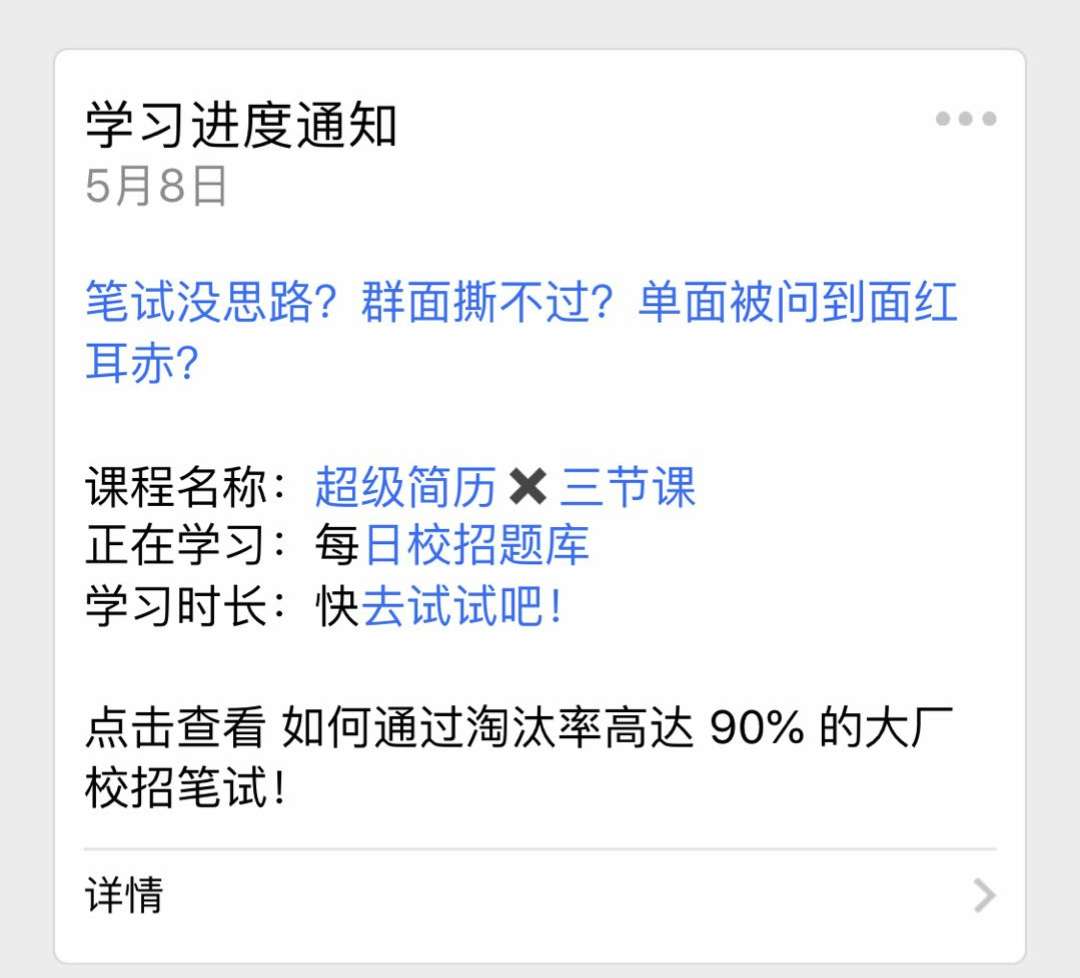 学习进度通知
5月8日
笔试没思路？群面撕不过？单面被问到面红
耳赤？
课程名称：超级简历✖三节课
正在学习：每日校招题库
学习时长：快去试试吧！
点击查看 如何通过淘汰率高达 90% 的大厂
校招笔试！
详情